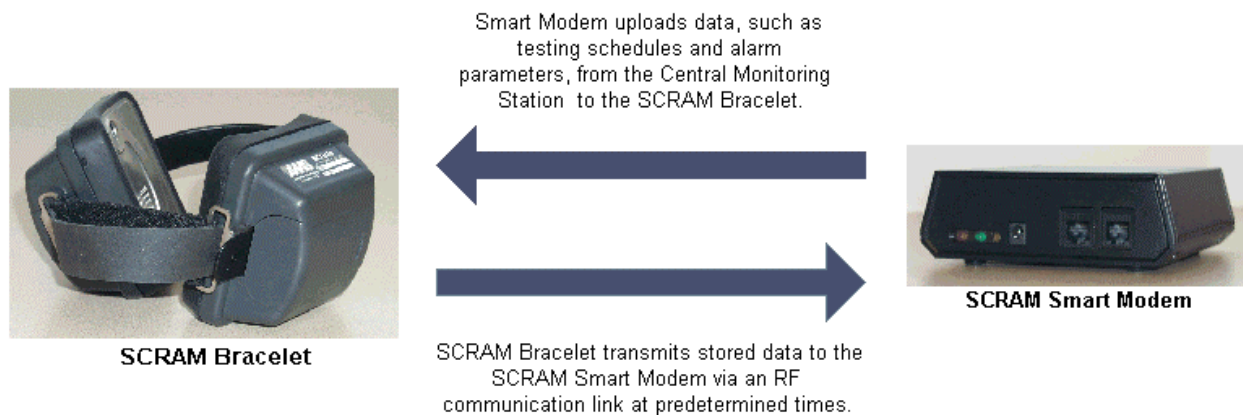 Smart Modem uploads data, such as
testing schedules and alarm
parameters, from the Central Monitoring
Station to the SCRAM Bracelet.
SCRAM Bracelet
SCRAM Smart Modem
SCRAM Bracelet transmits stored data to the
SCRAM Smart Modem via an RF
communication link at predetermined times.